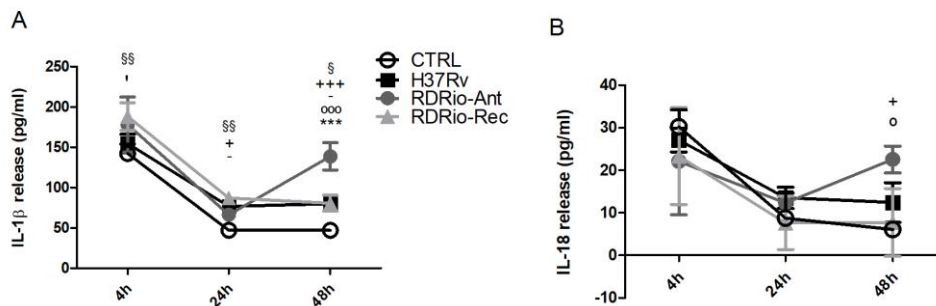 A
IL-1β release (pg/ml)
250
200
150
100
50
0
4h
24h
48h
§§
'
§§
+
-
§
+++
-
ooo
***
CTRL
H37Rv
RDRio-Ant
RDRio-Rec
B
IL-18 release (pg/ml)
40
30
20
10
0
-10
4h
24h
48h
+
o